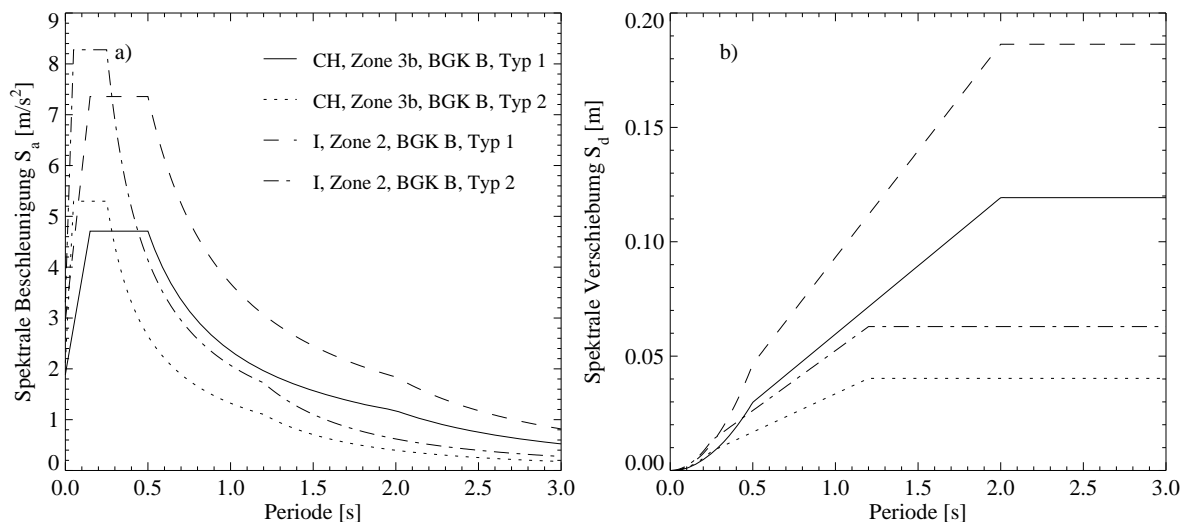 a)
CH, Zone 3b, BGK B, Typ 1
CH, Zone 3b, BGK B, Typ 2
I, Zone 2, BGK B, Typ 1
I, Zone 2, BGK B, Typ 2
Spektrale Beschleunigung Sa [m/s2]
9
8
7
6
5
4
3
2
1
0
0.0 0.5 1.0 1.5 2.0 2.5 3.0
Periode [s]
b)
Spektrale Verschiebumg Sd [m]
0.20
0.15
0.10
0.05
0.00
0.0 0.5 1.0 1.5 2.0 2.5 3.0
Periode [s]